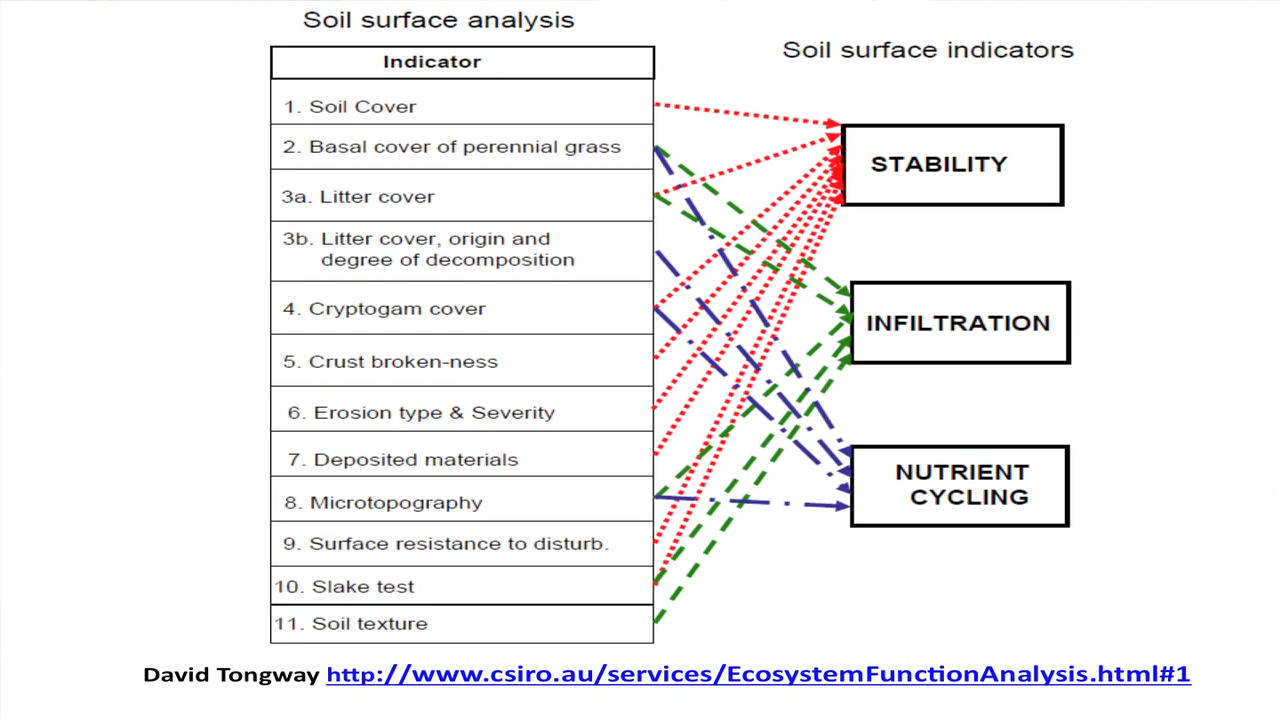 Soil surface analysis
Soil surface indicators
Indicator
1. Soil Cover
2. Basal cover of perennial grass
3a. Litter cover
3b. Litter cover, origin and
degree of decomposition
4. Cryptogam cover
5. Crust broken-ness
6. Erosion type & Severity
7. Deposited materials
8. Microtopography
9. Surface resistance to disturb.
10. Slake test
11. Soil texture
STABILITY
INFILTRATION
NUTRIENT
CYCLING
David Tongway http://www.csiro.au/services/EcosystemFunctionAnalysis.html#1